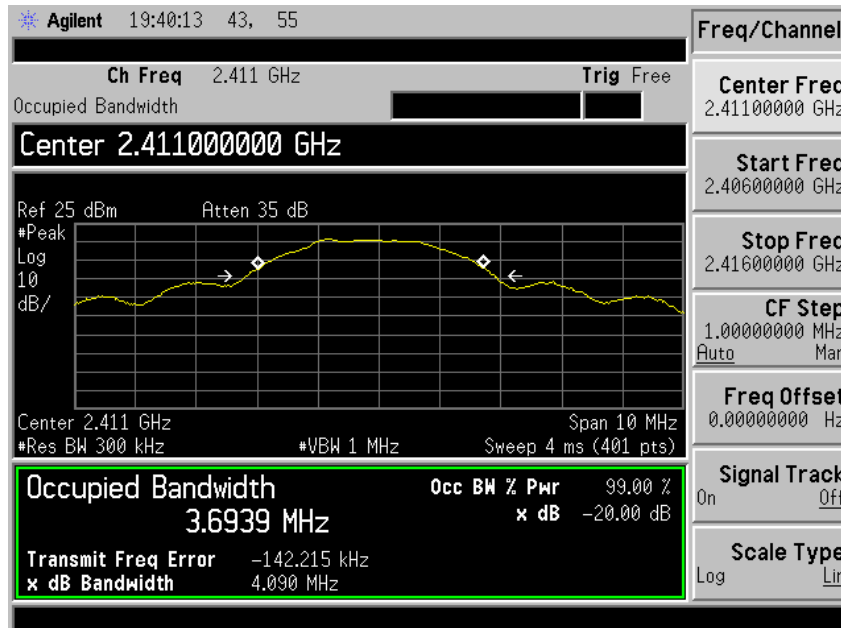 Agilent 19:40:13 43, 55
Freq/Channel
Ch Freq 2.411 GHz Trig Free
Occupied Bandwidth
Center 2.411000000 GHz
Ref 25 dBm Atten 35 dB
#Peak
Log
10
dB/
Center 2.411 GHz Span 10 MHz
#Res BW 300 kHz #VBW 1 MHz Sweep 4 ms (401 pts)
Occupied Bandwidth Occ BW % Pwr 99.00 %
3.6939 MHz x dB -20.00 dB
Transmit Freq Error -142.215 kHz
x dB Bandwidth 4.090 MHz
Center Freq
2.41100000 GHz
Start Freq
2.40600000 GHz
Stop Freq
2.41600000 GHz
CF Step
1.00000000 MHz
Auto Man
Freq Offset
0.00000000 Hz
Signal Track
On Off
Scale Type
Log Lin